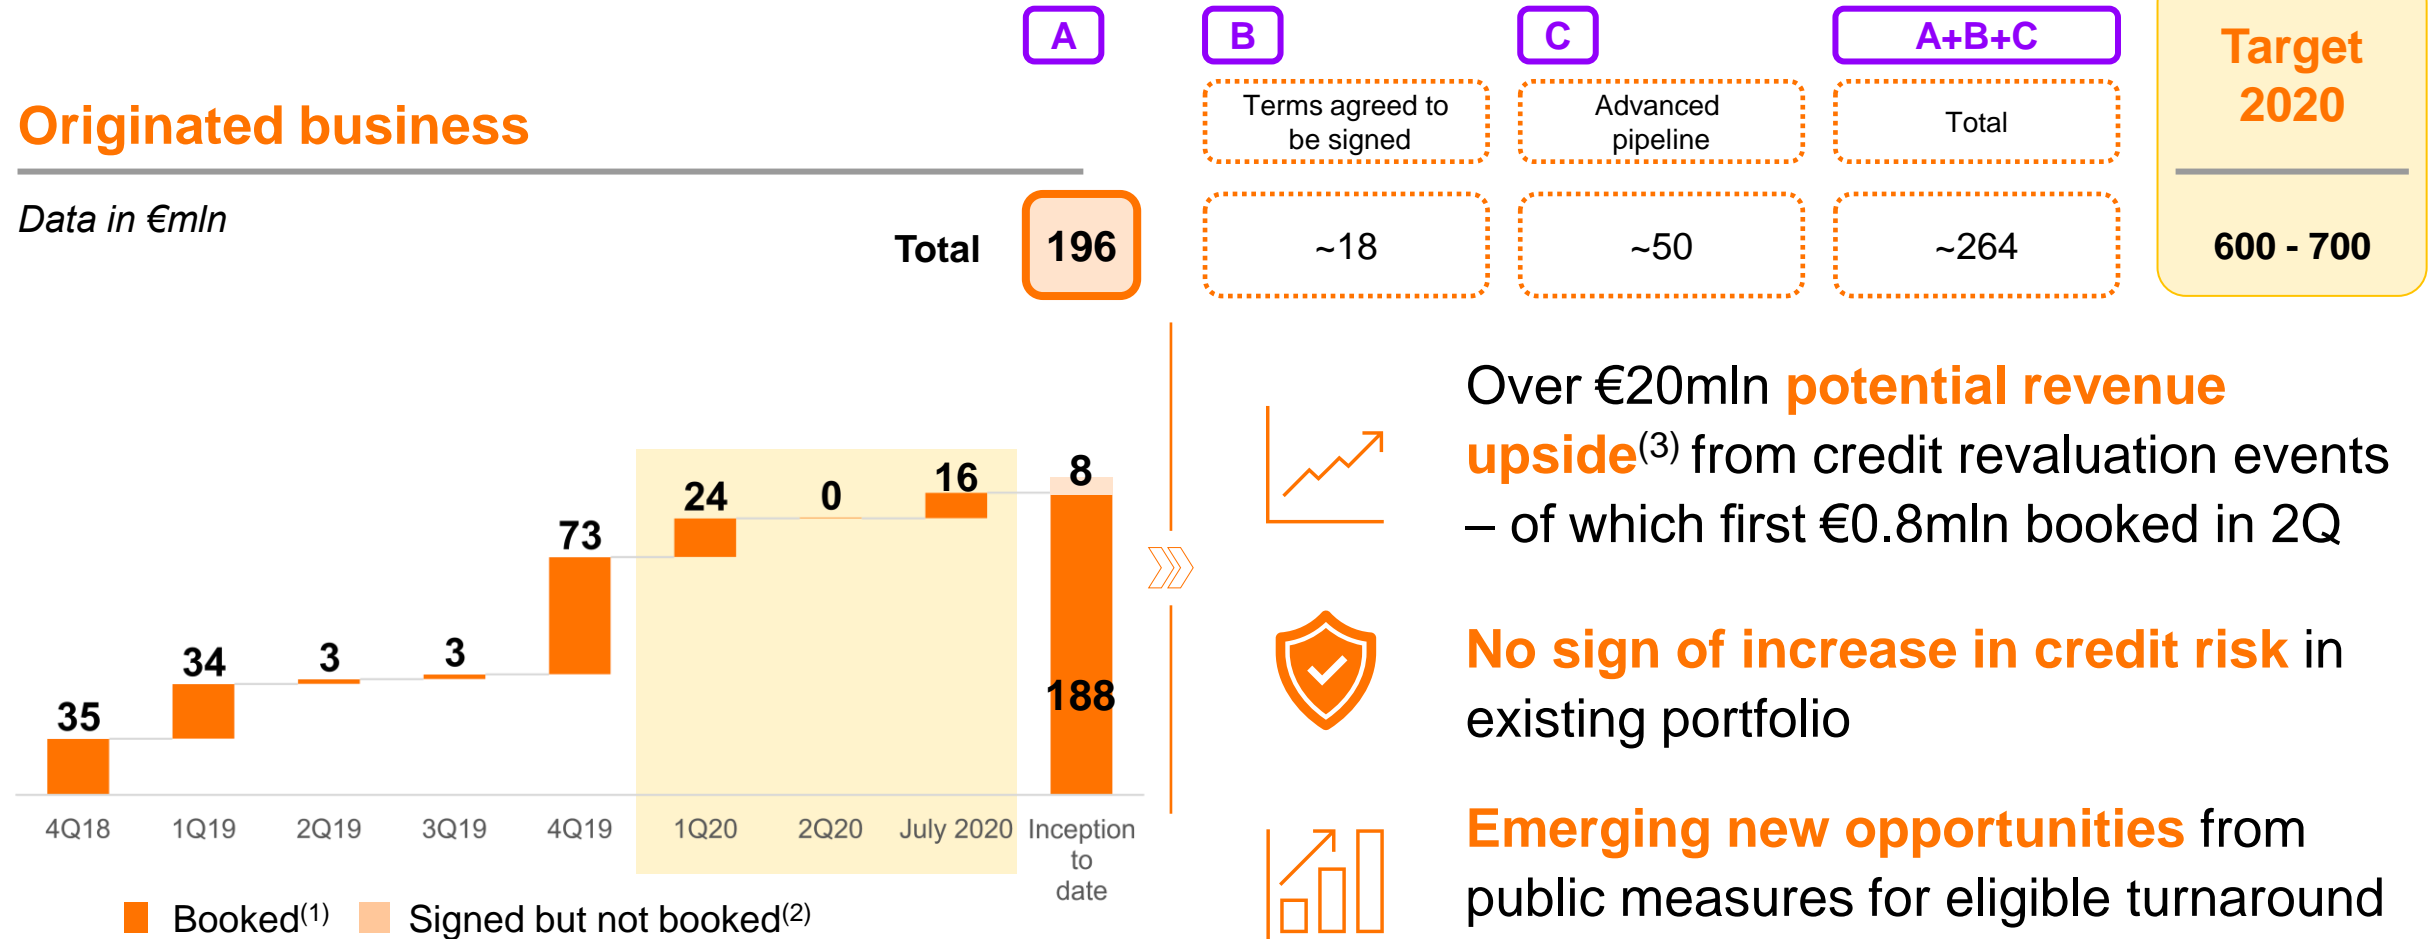 A
B
C
A+B+C
Target
2020
Originated business
Terms agreed to
be signed
Advanced
pipeline
Total
Data in €mln
Total
196
~18
~50
~264
600 - 700
35
34
3
3
73
24
0
16
8
188
4Q18
1Q19
2Q19
3Q19
4Q19
1Q20
2Q20
July 2020
Inception
to
date
Booked(1)
Signed but not booked(2)
Over €20mln potential revenue
upside(3) from credit revaluation events
– of which first €0.8mln booked in 2Q
No sign of increase in credit risk in
existing portfolio
Emerging new opportunities from
public measures for eligible turnaround